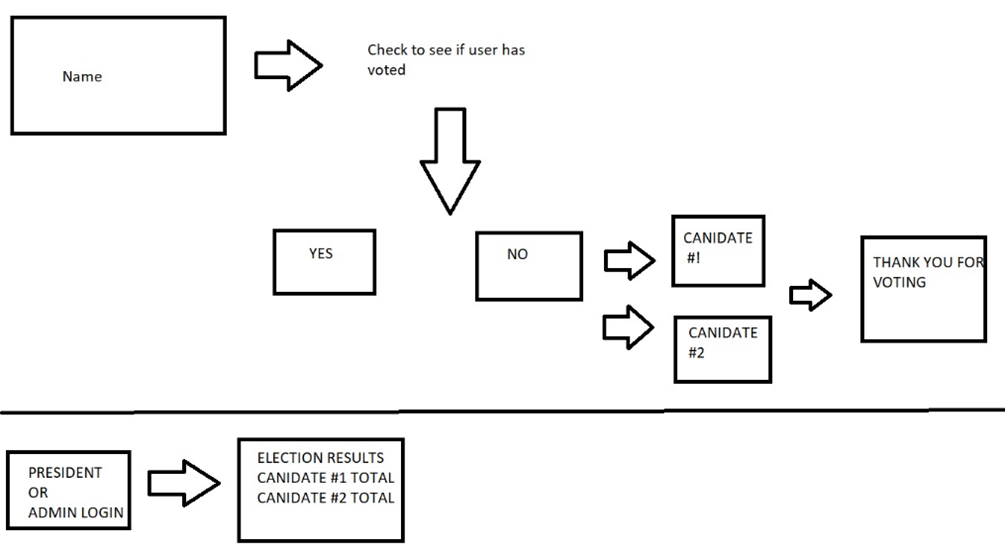 Name
Check to see if user has
voted
YES
NO
CANIDATE
#!
CANIDATE
#2
THANK YOU FOR
VOTING
PRESIDENT
OR
ADMIN LOGIN
ELECTION RESULTS
CANIDATE #1 TOTAL
CANIDATE #2 TOTAL